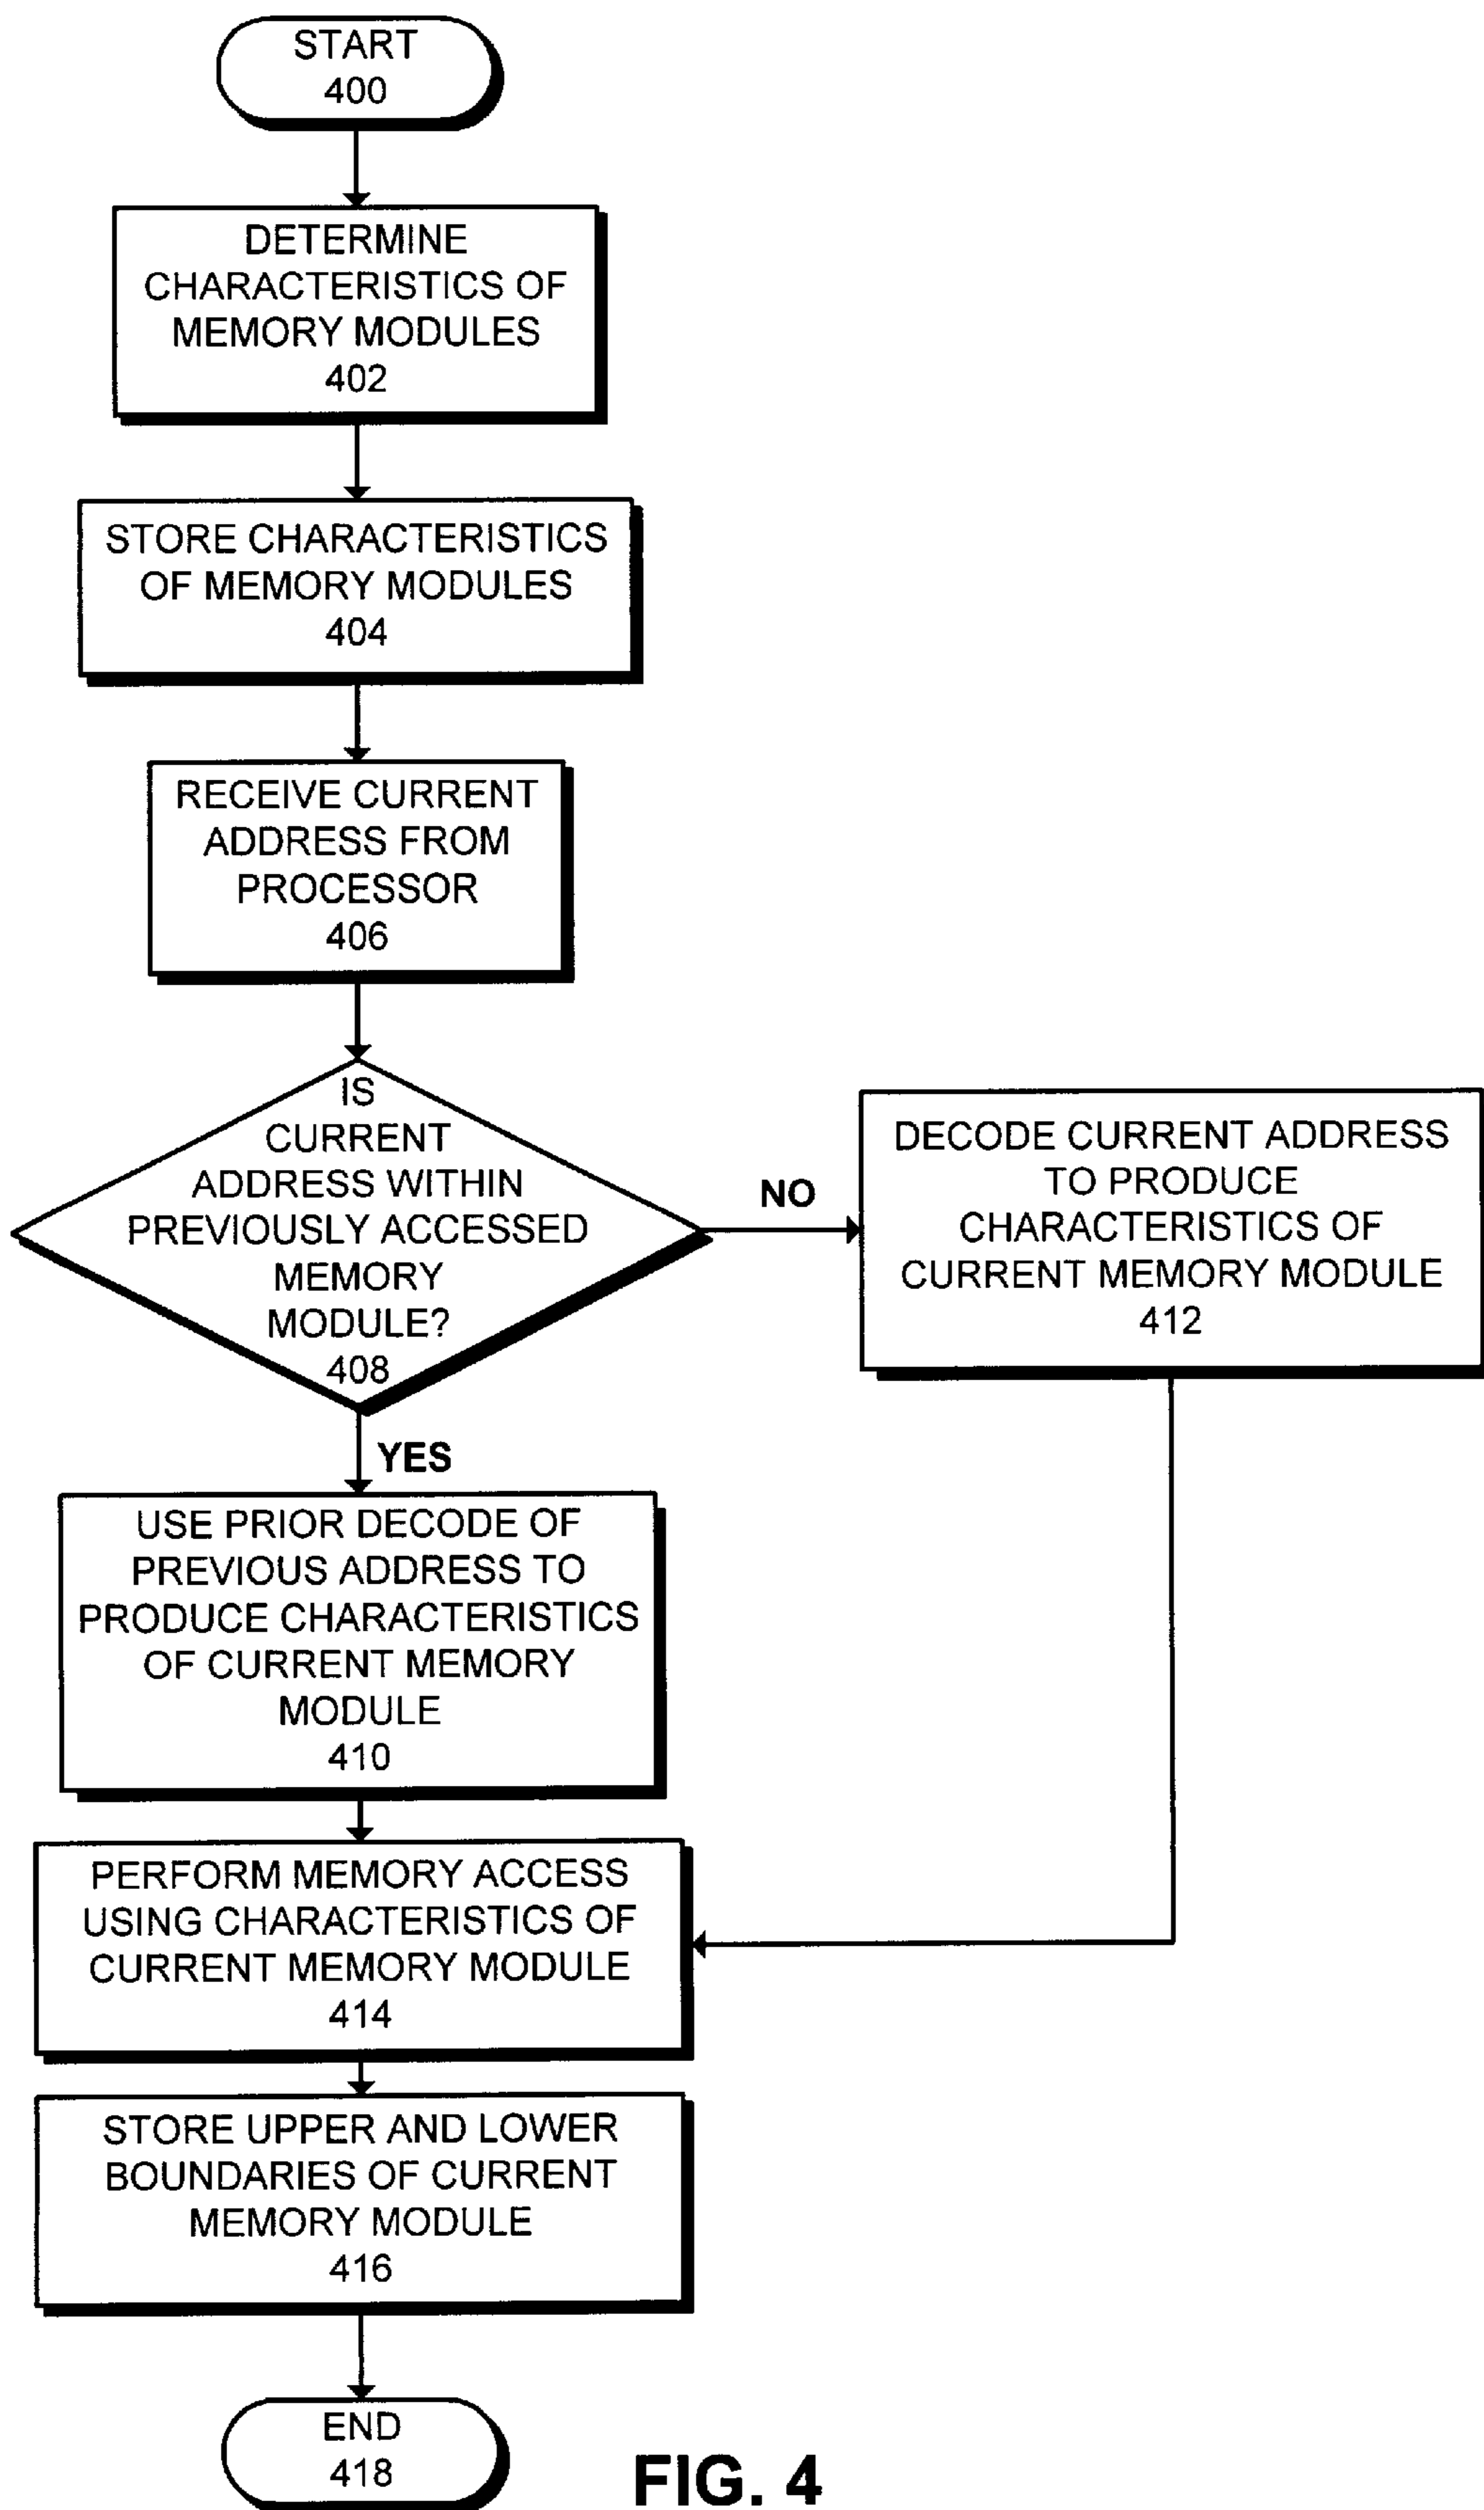 START
400
DETERMINE
CHARACTERISTICS OF
MEMORY MODULES
402
STORE CHARACTERISTICS
OF MEMORY MODULES
404
RECEIVE CURRENT
ADDRESS FROM
PROCESSOR
406
IS
CURRENT
ADDRESS WITHIN
PREVIOUSLY ACCESSED
MEMORY
MODULE?
408
NO
DECODE CURRENT ADDRESS
TO PRODUCE
CHARACTERISTICS OF
CURRENT MEMORY MODULE
412
YES
USE PRIOR DECODE OF
PREVIOUS ADDRESS TO
PRODUCE CHARACTERISTICS
OF CURRENT MEMORY
MODULE
410
PERFORM MEMORY ACCESS
USING CHARACTERISTICS OF
CURRENT MEMORY MODULE
414
STORE UPPER AND LOWER
BOUNDARIES OF CURRENT
MEMORY MODULE
416
END
418
FIG. 4